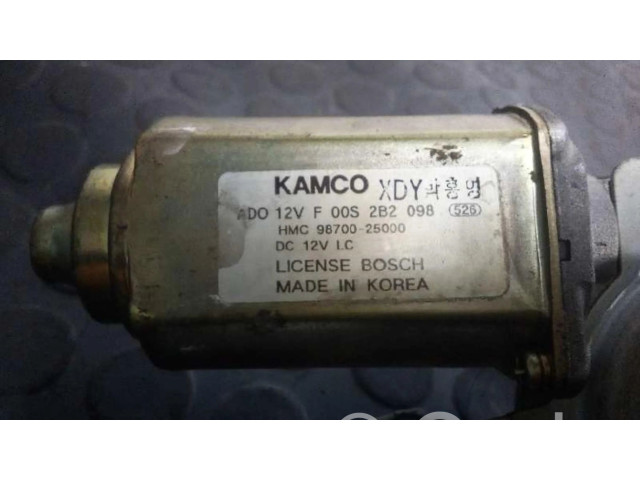 KAMCO XDY
ADO 12V F 00S 2B2 098 526
HMC 98700-25000
DC 12V I.C
LICENSE BOSCH
MADE IN KOREA